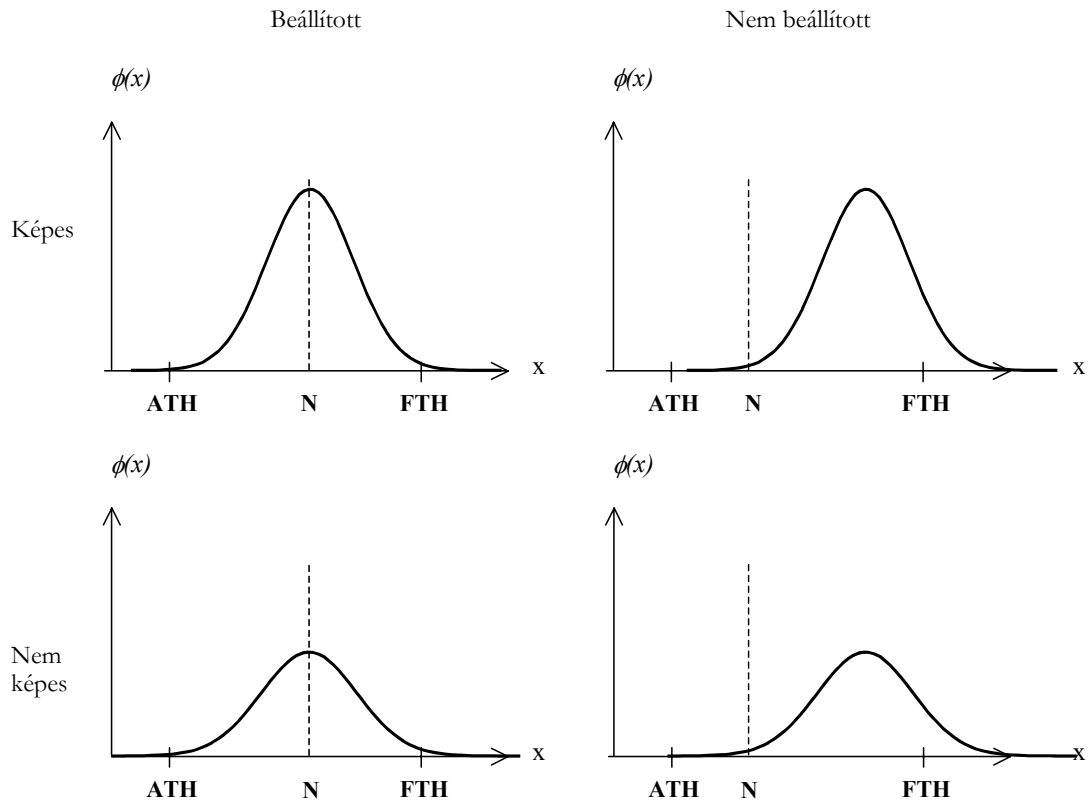 Beállított
Nem beállított
ϕ(x)
ϕ(x)
Képes
x
x
ATH
N
FTH
ATH
N
FTH
ϕ(x)
ϕ(x)
Nem
képes
x
x
ATH
N
FTH
ATH
N
FTH